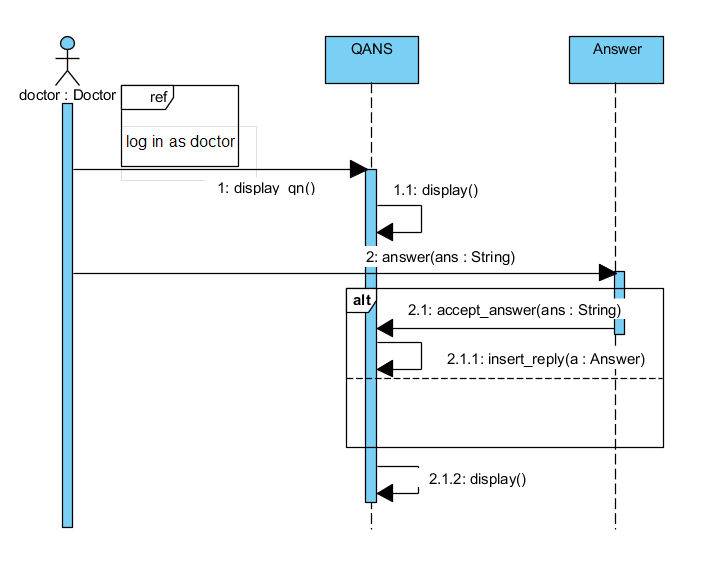 QANS
Answer
doctor : Doctor
ref
log in as doctor
1: display_qn()
1.1: display()
2: answer(ans : String)
alt
2.1: accept_answer(ans : String)
2.1.1: insert_reply(a : Answer)
2.1.2: display()